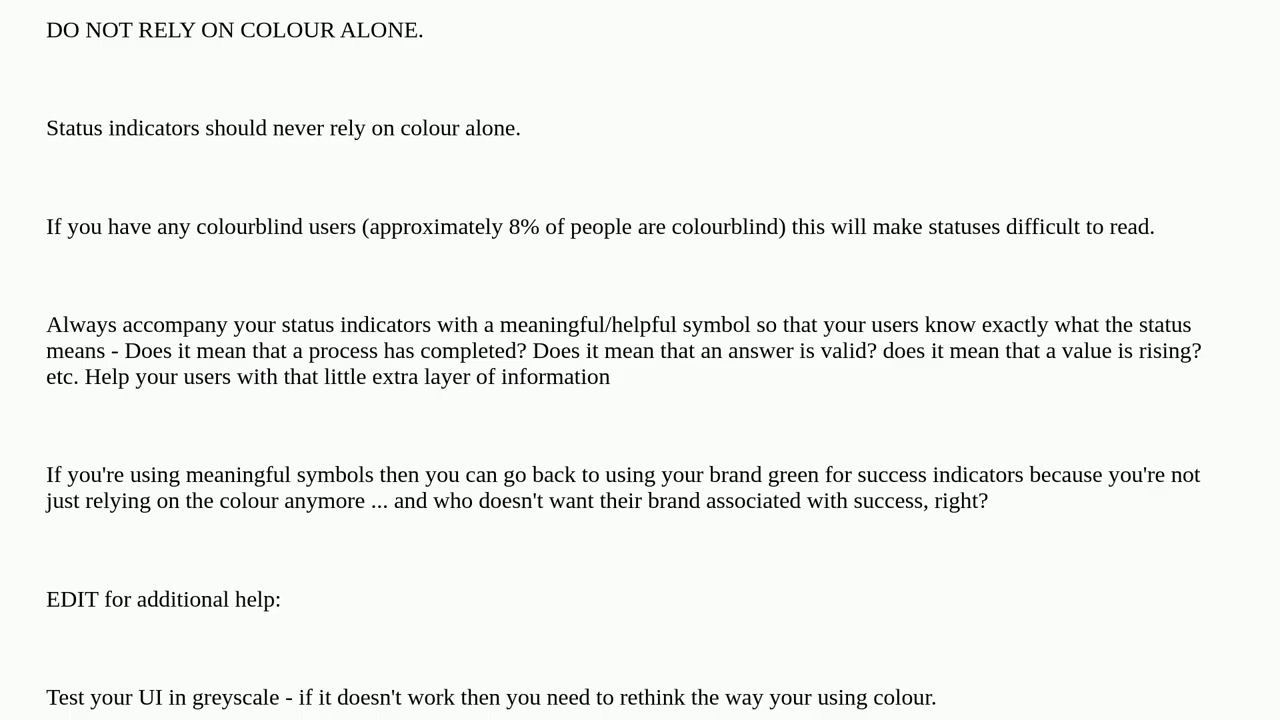 DO NOT RELY ON COLOUR ALONE.
Status indicators should never rely on colour alone.
If you have any colourblind users (approximately 8% of people are colourblind) this will make statuses difficult to read.
Always accompany your status indicators with a meaningful/helpful symbol so that your users know exactly what the status
means - Does it mean that a process has completed? Does it mean that an answer is valid? does it mean that a value is rising?
etc. Help your users with that little extra layer of information
If you're using meaningful symbols then you can go back to using your brand green for success indicators because you're not
just relying on the colour anymore ... and who doesn't want their brand associated with success, right?
EDIT for additional help:
Test your UI in greyscale - if it doesn't work then you need to rethink the way your using colour.